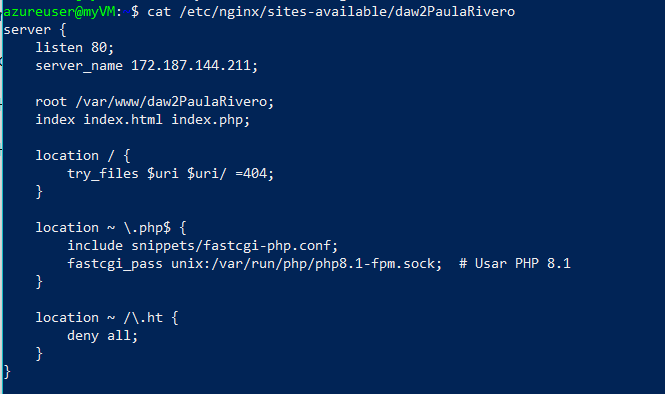 azureuser@myVM: $ cat /etc/nginx/sites-available/daw2PaulaRivero
server {
    listen 80;
    server_name 172.187.144.211;

    root /var/www/daw2PaulaRivero;
    index index.html index.php;

    location / {
        try_files $uri $uri/ =404;
    }

    location ~ \.php$ {
        include snippets/fastcgi-php.conf;
        fastcgi_pass unix:/var/run/php/php8.1-fpm.sock;  # Usar PHP 8.1
    }

    location ~ /\.ht {
        deny all;
    }
}